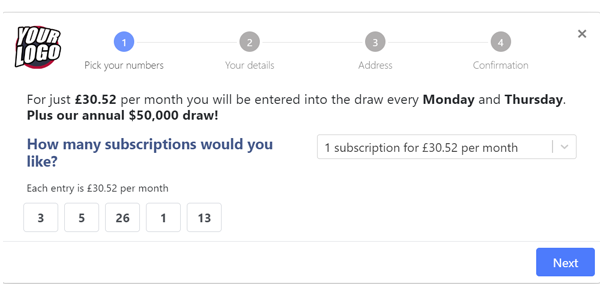 YOUR
LOGO
1
2
3
4
×
Pick your numbers
Your details
Address
Confirmation
For just £30.52 per month you will be entered into the draw every Monday and Thursday.
Plus our annual $50,000 draw!
How many subscriptions would you
like?
1 subscription for £30.52 per month
Each entry is £30.52 per month
3
5
26
1
13
Next